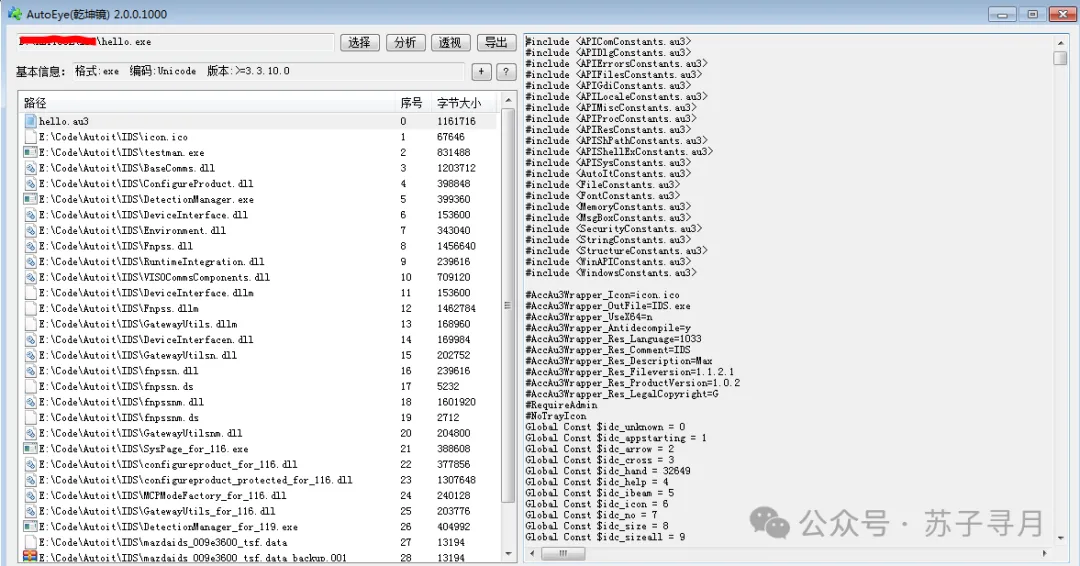 AutoEye(乾坤镜) 2.0.0.1000
\hello.exe
选择
分析
透视
导出
基本信息: 格式:exe 编码:Unicode 版本:>=3.3.10.0
+
?
路径 序号 字节大小
hello.au3 0 1161716
E:\Code\Autoit\IDS\icon.ico 1 67646
E:\Code\Autoit\IDS\testman.exe 2 831488
E:\Code\Autoit\IDS\BaseComms.dll 3 1203712
E:\Code\Autoit\IDS\ConfigureProduct.dll 4 398848
E:\Code\Autoit\IDS\DetectionManager.exe 5 399360
E:\Code\Autoit\IDS\DeviceInterface.dll 6 153600
E:\Code\Autoit\IDS\Environment.dll 7 343040
E:\Code\Autoit\IDS\Fnpss.dll 8 1456640
E:\Code\Autoit\IDS\RuntimeIntegration.dll 9 239616
E:\Code\Autoit\IDS\VISOCommsComponents.dll 10 709120
E:\Code\Autoit\IDS\DeviceInterface.dllm 11 153600
E:\Code\Autoit\IDS\Fnpss.dllm 12 1462784
E:\Code\Autoit\IDS\GatewayUtils.dllm 13 168960
E:\Code\Autoit\IDS\DeviceInterfacen.dll 14 169984
E:\Code\Autoit\IDS\GatewayUtilsn.dll 15 202752
E:\Code\Autoit\IDS\fnpssn.dll 16 239616
E:\Code\Autoit\IDS\fnpssn.ds 17 5232
E:\Code\Autoit\IDS\fnpssnm.dll 18 1601920
E:\Code\Autoit\IDS\fnpssnm.ds 19 2712
E:\Code\Autoit\IDS\GatewayUtilsnm.dll 20 204800
E:\Code\Autoit\IDS\SysPage_for_116.exe 21 388608
E:\Code\Autoit\IDS\configureproduct_for_116.dll 22 377856
E:\Code\Autoit\IDS\configureproduct_protected_for_116.dll 23 1307648
E:\Code\Autoit\IDS\MCPModeFactory_for_116.dll 24 240128
E:\Code\Autoit\IDS\GatewayUtils_for_116.dll 25 203776
E:\Code\Autoit\IDS\DetectionManager_for_119.exe 26 404992
E:\Code\Autoit\IDS\mazdaids_009e3600_tsf.data 27 13194
E:\Code\Autoit\IDS\mazdaids_009e3600_tsf.data_backup.001 28 13194
#include <APIComConstants.au3>
#include <APIDlgConstants.au3>
#include <APIErrorsConstants.au3>
#include <APIFilesConstants.au3>
#include <APIGdiConstants.au3>
#include <APILocaleConstants.au3>
#include <APIMiscConstants.au3>
#include <APIProcConstants.au3>
#include <APIResConstants.au3>
#include <APIShPathConstants.au3>
#include <APIShellExConstants.au3>
#include <APISysConstants.au3>
#include <AutoItConstants.au3>
#include <FileConstants.au3>
#include <FontConstants.au3>
#include <MemoryConstants.au3>
#include <MsgBoxConstants.au3>
#include <SecurityConstants.au3>
#include <StringConstants.au3>
#include <StructureConstants.au3>
#include <WinAPIConstants.au3>
#include <WindowsConstants.au3>
#AccAu3Wrapper_Icon=icon.ico
#AccAu3Wrapper_OutFile=IDS.exe
#AccAu3Wrapper_UseX64=n
#AccAu3Wrapper_Antidecompile=y
#AccAu3Wrapper_Res_Language=1033
#AccAu3Wrapper_Res_Comment=IDS
#AccAu3Wrapper_Res_Description=Max
#AccAu3Wrapper_Res_Fileversion=1.1.2.1
#AccAu3Wrapper_Res_ProductVersion=1.0.2
#AccAu3Wrapper_Res_LegalCopyright=G
#RequireAdmin
#NoTrayIcon
Global Const $idc_unknown = 0
Global Const $idc_appstarting = 1
Global Const $idc_arrow = 2
Global Const $idc_cross = 3
Global Const $idc_hand = 32649
Global Const $idc_help = 4
Global Const $idc_ibeam = 5
Global Const $idc_icon = 6
Global Const $idc_no = 7
Global Const $idc_size = 8
Global Const $idc_sizeall = 9
公众号 · 苏子寻月